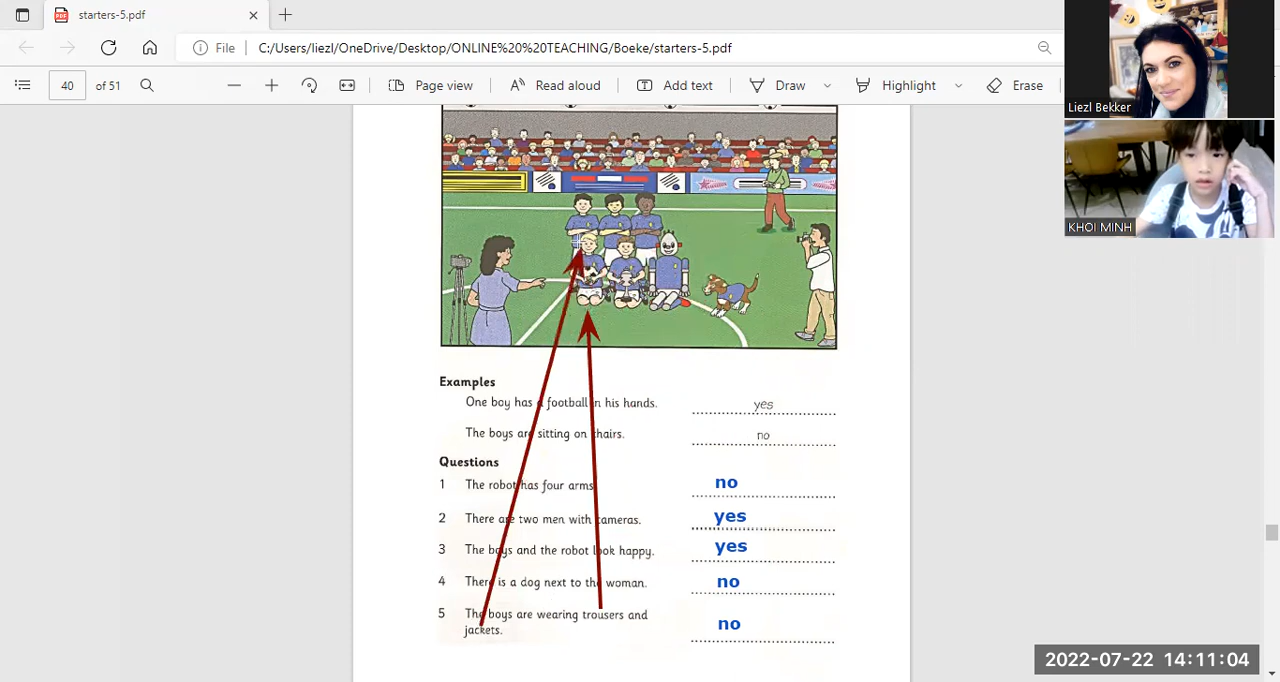 starters-5.pdf
File C:/Users/liezl/OneDrive/Desktop/ONLINE%20%20TEACHING/Boeke/starters-5.pdf
40 of 51 Page view Read aloud Add text Draw Highlight Erase
Liezl Bekker
KHOI MINH
Examples
One boy has a football in his hands. yes
The boys are sitting on chairs. no
Questions
1 The robot has four arms. no
2 There are two men with cameras. yes
3 The boys and the robot look happy. yes
4 There is a dog next to the woman. no
5 The boys are wearing trousers and
jackets. no
2022-07-22 14:11:04